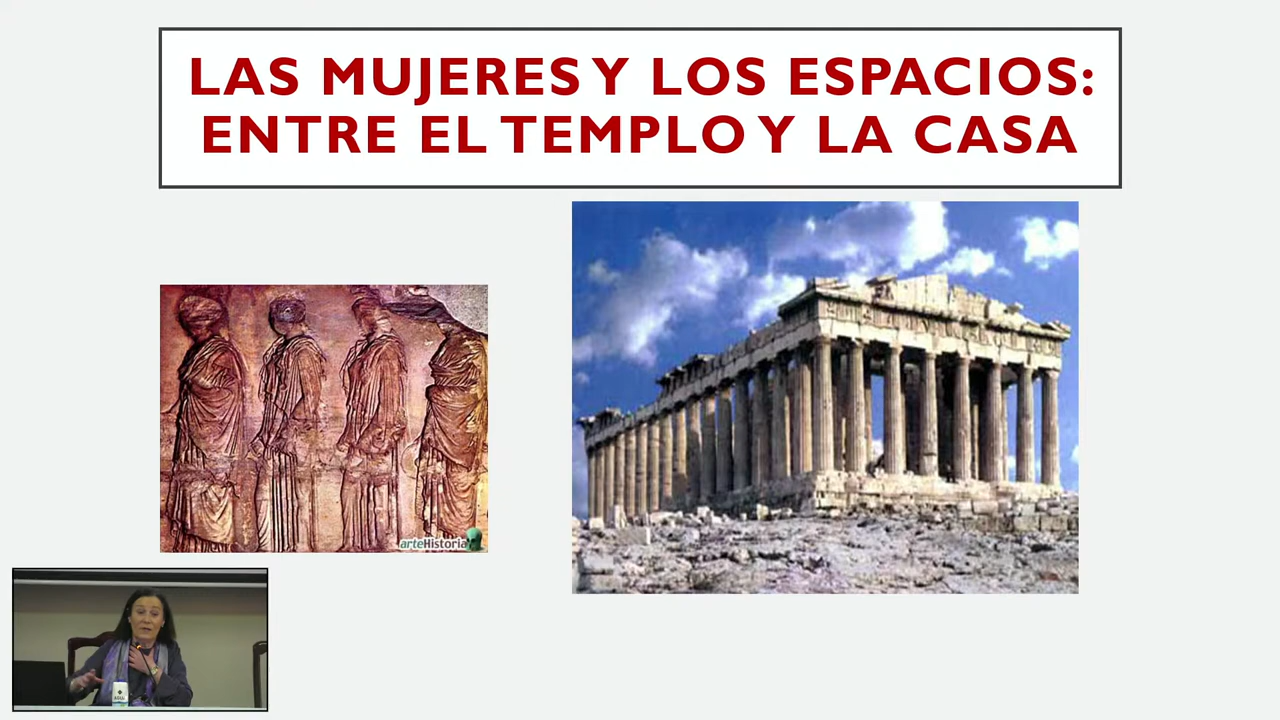 LAS MUJERES Y LOS ESPACIOS:
ENTRE EL TEMPLO Y LA CASA
arteHistoria